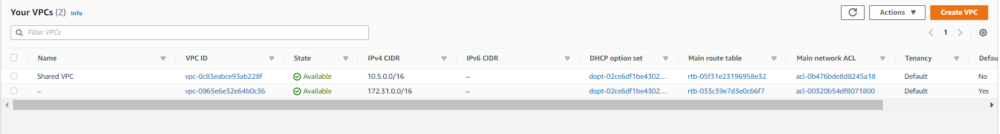 Your VPCs (2) Info
Actions Create VPC
Filter VPCs
1
Name VPC ID State IPv4 CIDR IPv6 CIDR DHCP option set Main route table Main network ACL Tenancy Defau
Shared VPC vpc-0c83eabce93ab228f Available 10.5.0.0/16 – dopt-02ce6df1be4302... rtb-05f31e23196958e32 acl-0b476bde8d8245a18 Default No
– vpc-0965e6e32e64b0c36 Available 172.31.0.0/16 – dopt-02ce6df1be4302... rtb-033c39e7d3e0c66f7 acl-00320b54df8071800 Default Yes